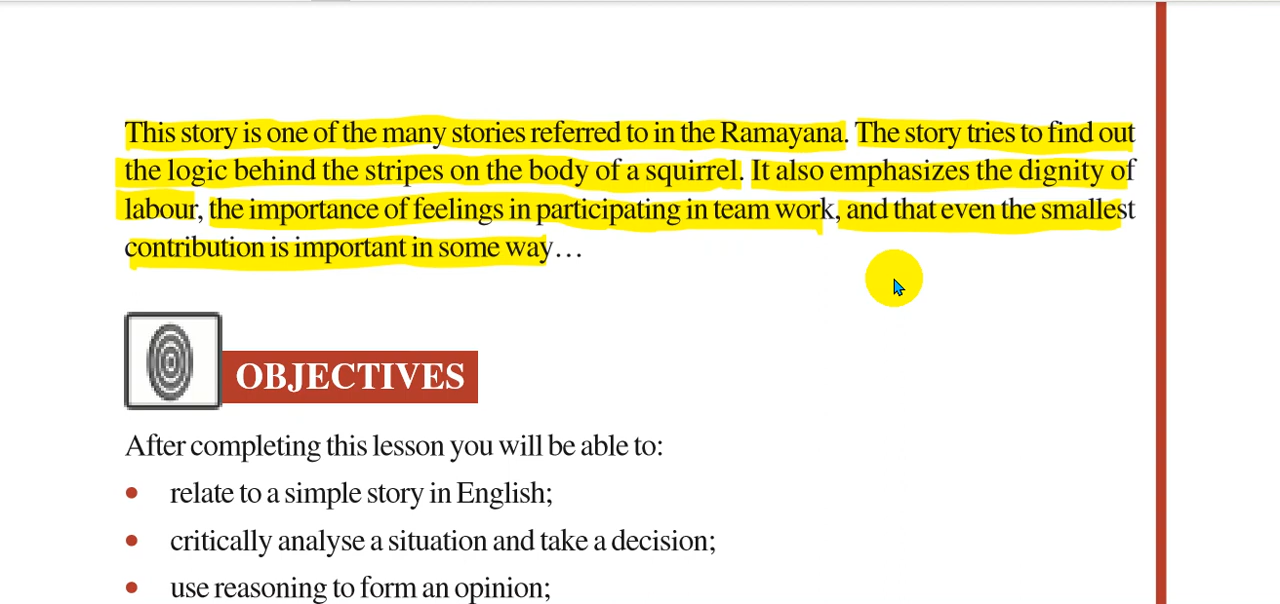 This story is one of the many stories referred to in the Ramayana. The story tries to find out
the logic behind the stripes on the body of a squirrel. It also emphasizes the dignity of
labour, the importance of feelings in participating in team work, and that even the smallest
contribution is important in some way…
OBJECTIVES
After completing this lesson you will be able to:
• relate to a simple story in English;
• critically analyse a situation and take a decision;
• use reasoning to form an opinion;